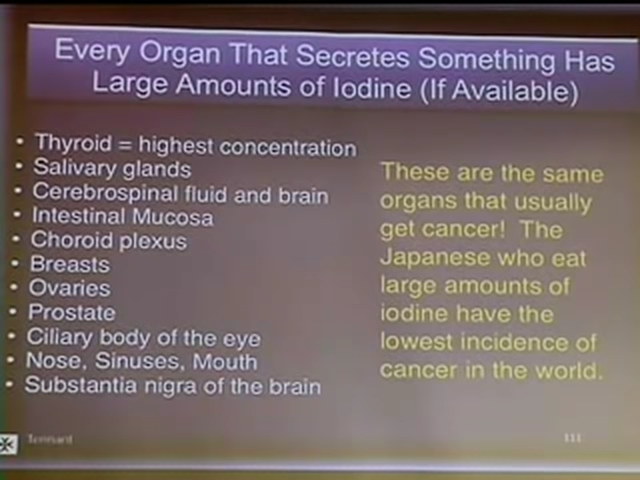 Every Organ That Secretes Something Has
Large Amounts of Iodine (If Available)
• Thyroid = highest concentration
• Salivary glands
• Cerebrospinal fluid and brain
• Intestinal Mucosa
• Choroid plexus
• Breasts
• Ovaries
• Prostate
• Ciliary body of the eye
• Nose, Sinuses, Mouth
• Substantia nigra of the brain
These are the same
organs that usually
get cancer! The
Japanese who eat
large amounts of
iodine have the
lowest incidence of
cancer in the world.
Tennant
111